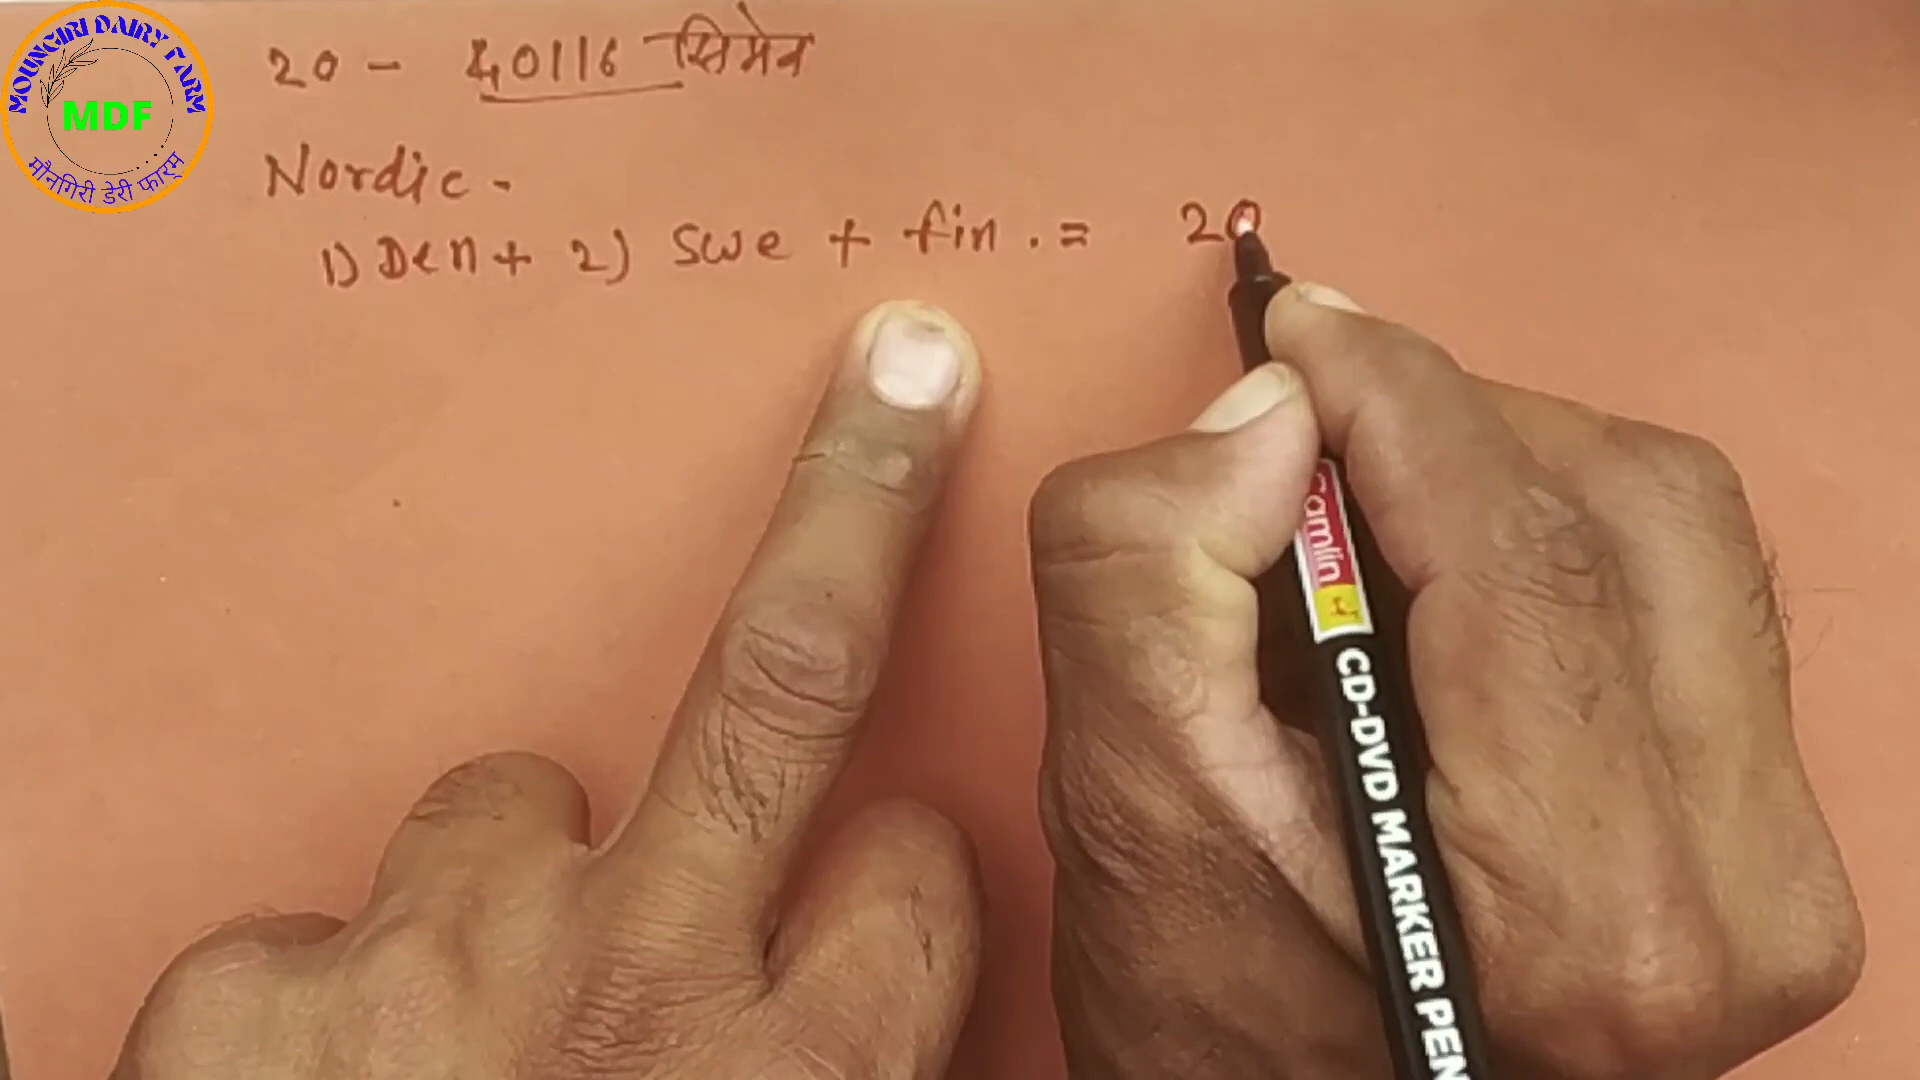 MOUNGIRI DAIRY FARM
MDF
मौनगिरी डेरी फार्म
20 - 40116 सिमेन
Nordic -
1) Den + 2) Swe + fin . = 20
camlin
CD-DVD MARKER PEN